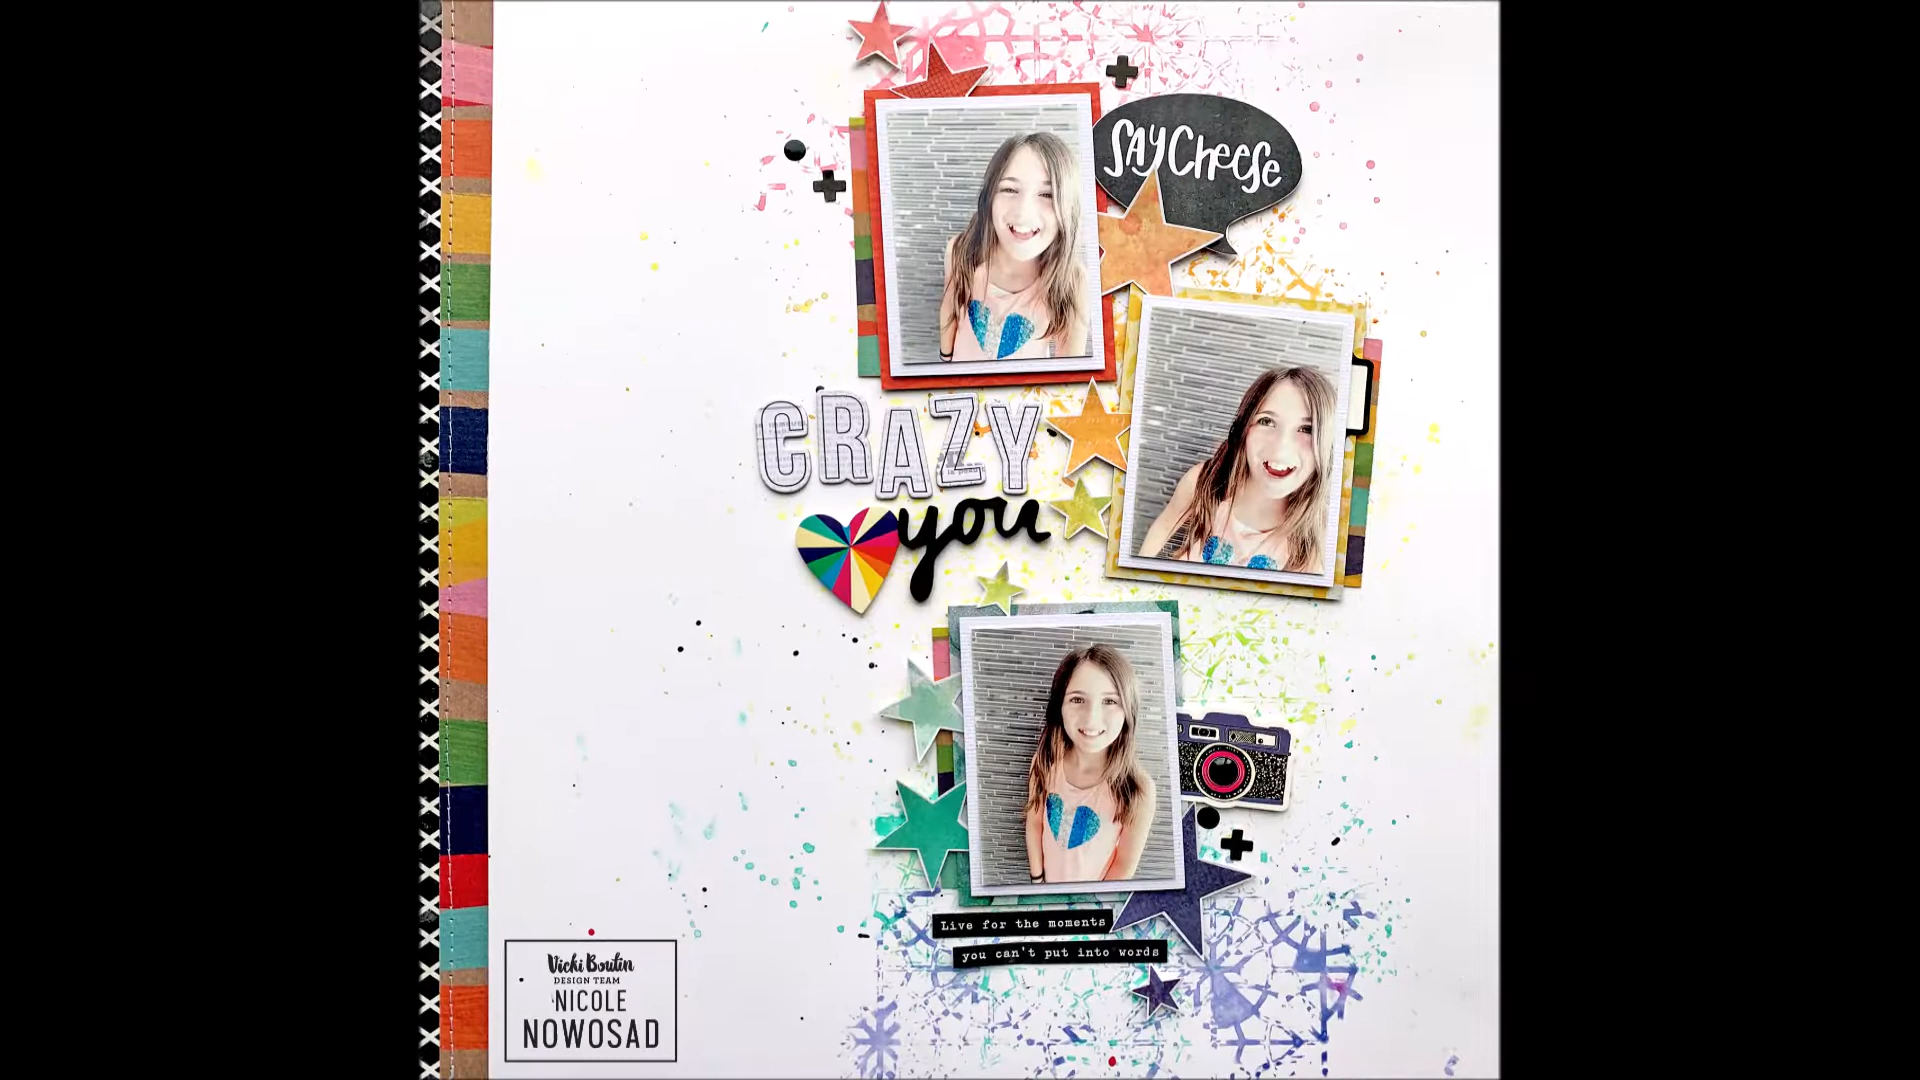 SAY Cheese
CRAZY
you
Live for the moments
you can't put into words
Vicki Boutin
DESIGN TEAM
NICOLE
NOWOSAD